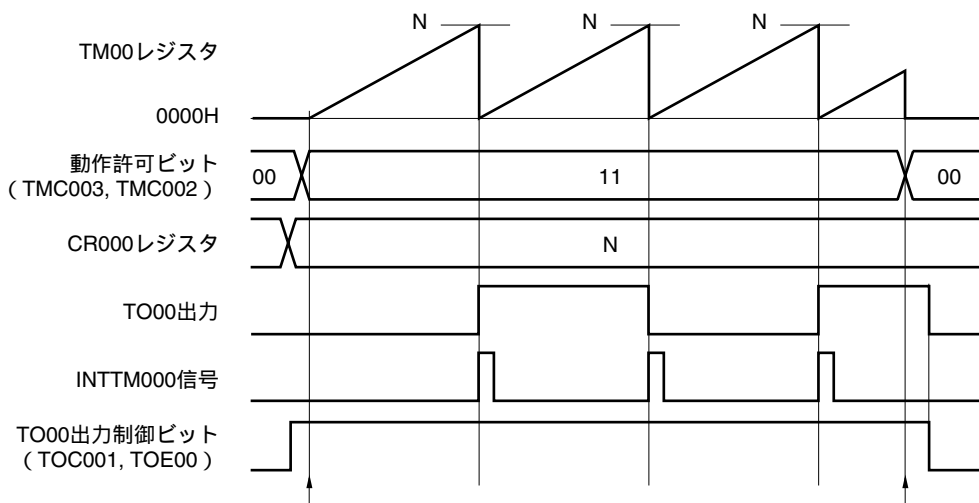 N N N
TM00レジスタ
0000H
動作許可ビット
（TMC003, TMC002）
00 11 00
CR000レジスタ
N
TO00出力
INTTM000信号
TO00出力制御ビット
（TOC001, TOE00）